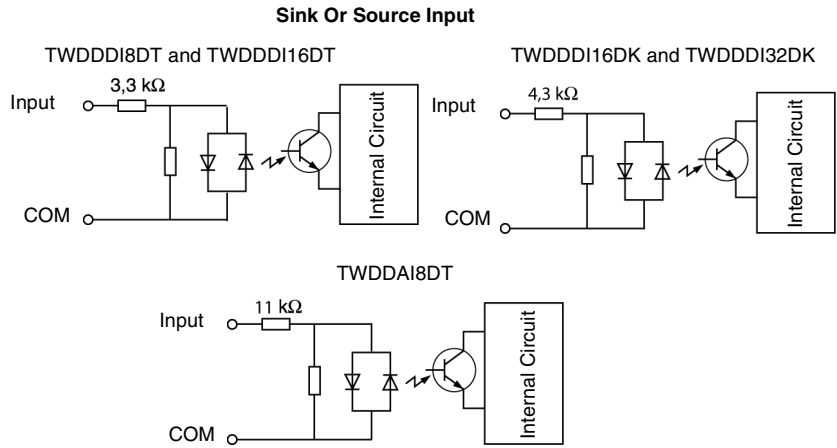 Sink Or Source Input
TWDDDI8DT and TWDDDI16DT
3,3 kΩ
Input
COM
Internal Circuit
TWDDDI16DK and TWDDDI32DK
4,3 kΩ
Input
COM
Internal Circuit
TWDDAI8DT
11 kΩ
Input
COM
Internal Circuit